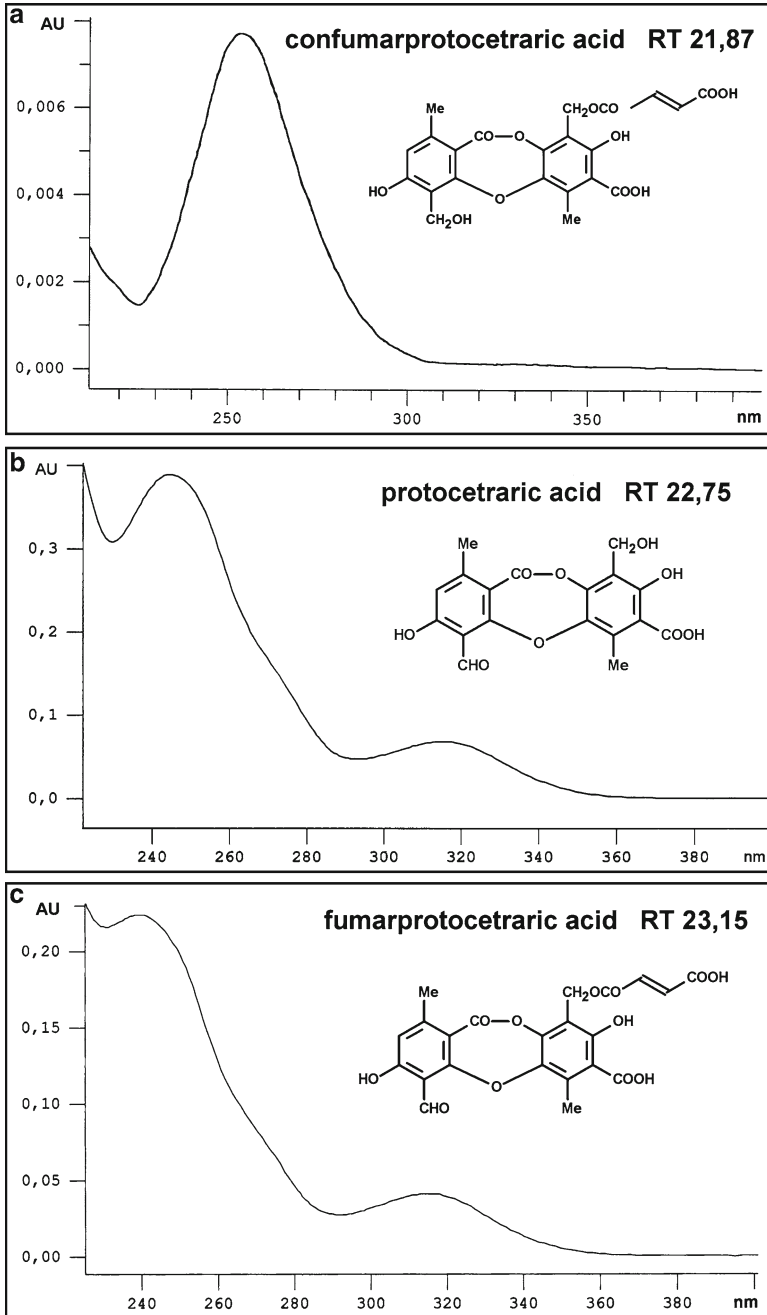 a
AU
confumarprotocetraric acid RT 21,87
0,006
0,004
0,002
0,000
Me
CO
O
CH2OCO
COOH
OH
HO
O
COOH
CH2OH
Me
250
300
350
nm
b
AU
protocetraric acid RT 22,75
0,3
0,2
0,1
0,0
Me
CH2OH
CO
O
OH
HO
O
COOH
CHO
Me
240
260
280
300
320
340
360
380
nm
c
AU
fumarprotocetraric acid RT 23,15
0,20
0,15
0,10
0,05
0,00
Me
CH2OCO
COOH
CO
O
OH
HO
O
COOH
CHO
Me
240
260
280
300
320
340
360
380
nm